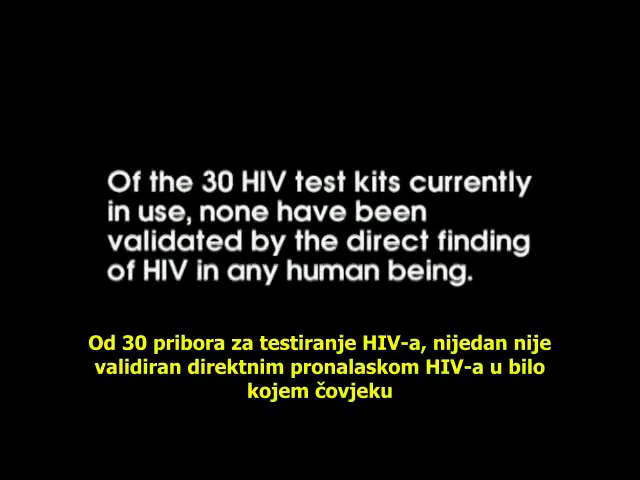 Of the 30 HIV test kits currently
in use, none have been
validated by the direct finding
of HIV in any human being.
Od 30 pribora za testiranje HIV-a, nijedan nije
validiran direktnim pronalaskom HIV-a u bilo
kojem čovjeku